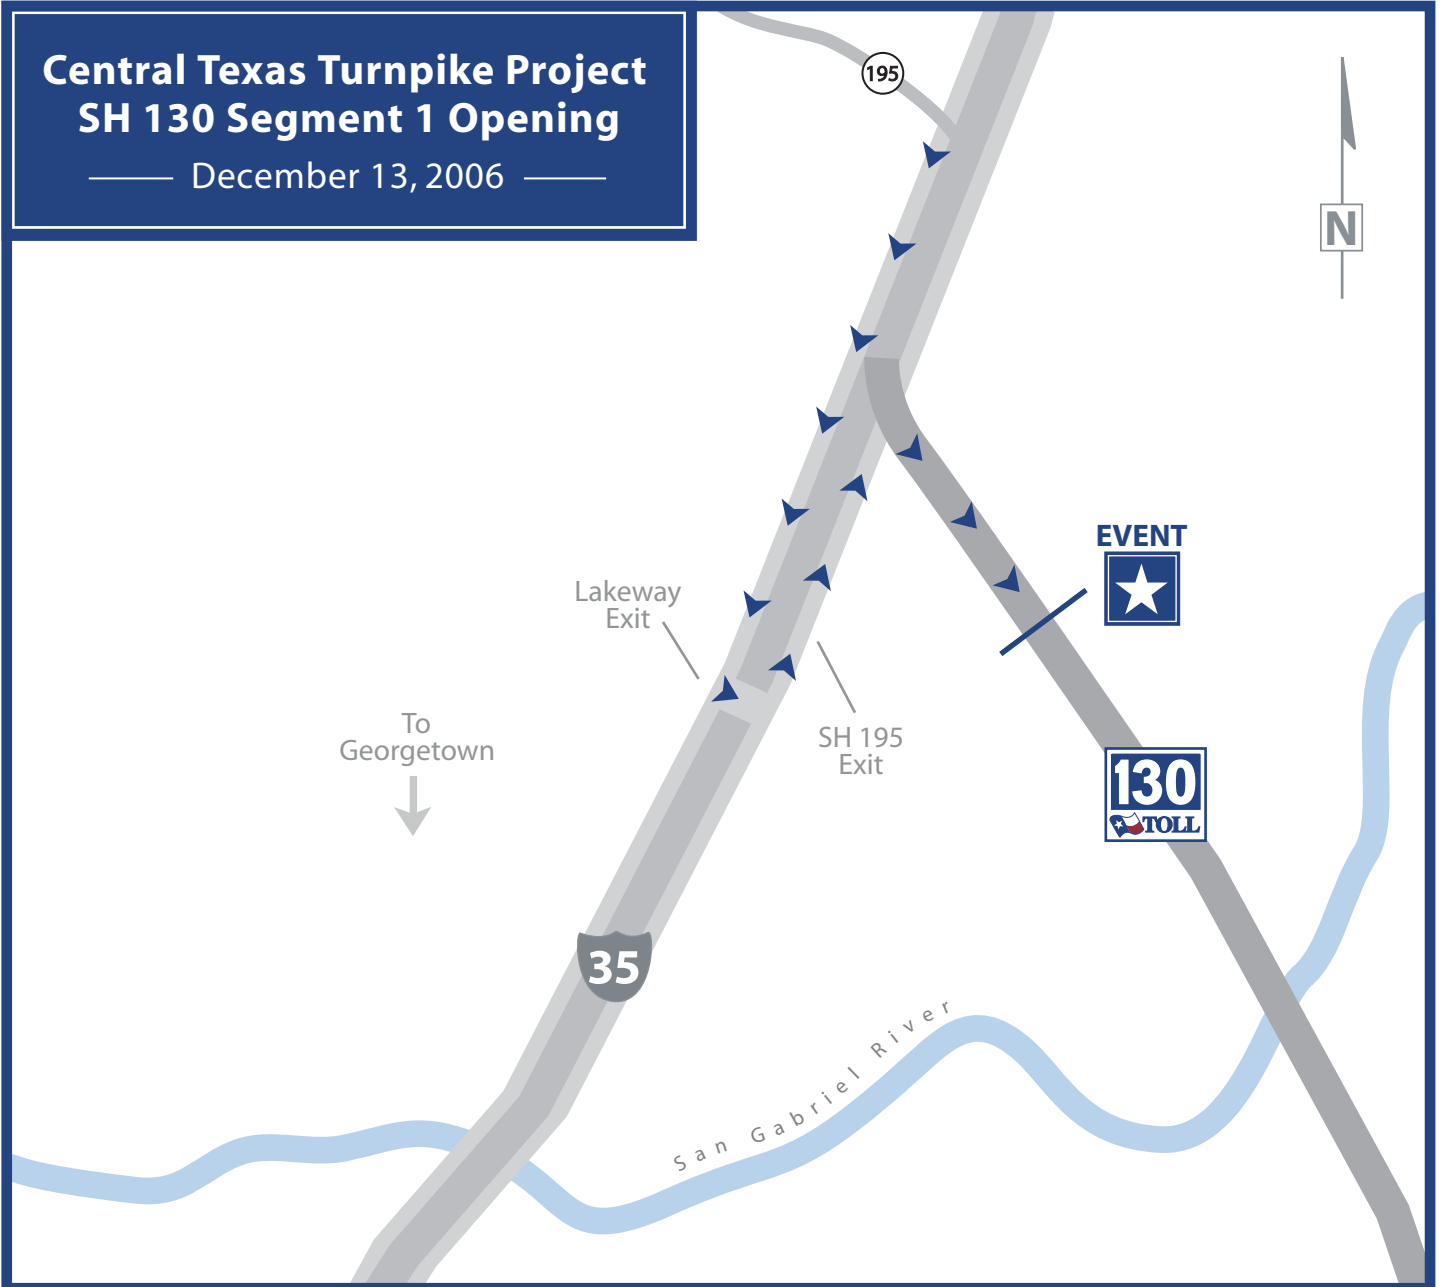 Central Texas Turnpike Project
SH 130 Segment 1 Opening
December 13, 2006
195
N
EVENT
Lakeway
Exit
To
Georgetown
SH 195
Exit
130
TOLL
35
San Gabriel River